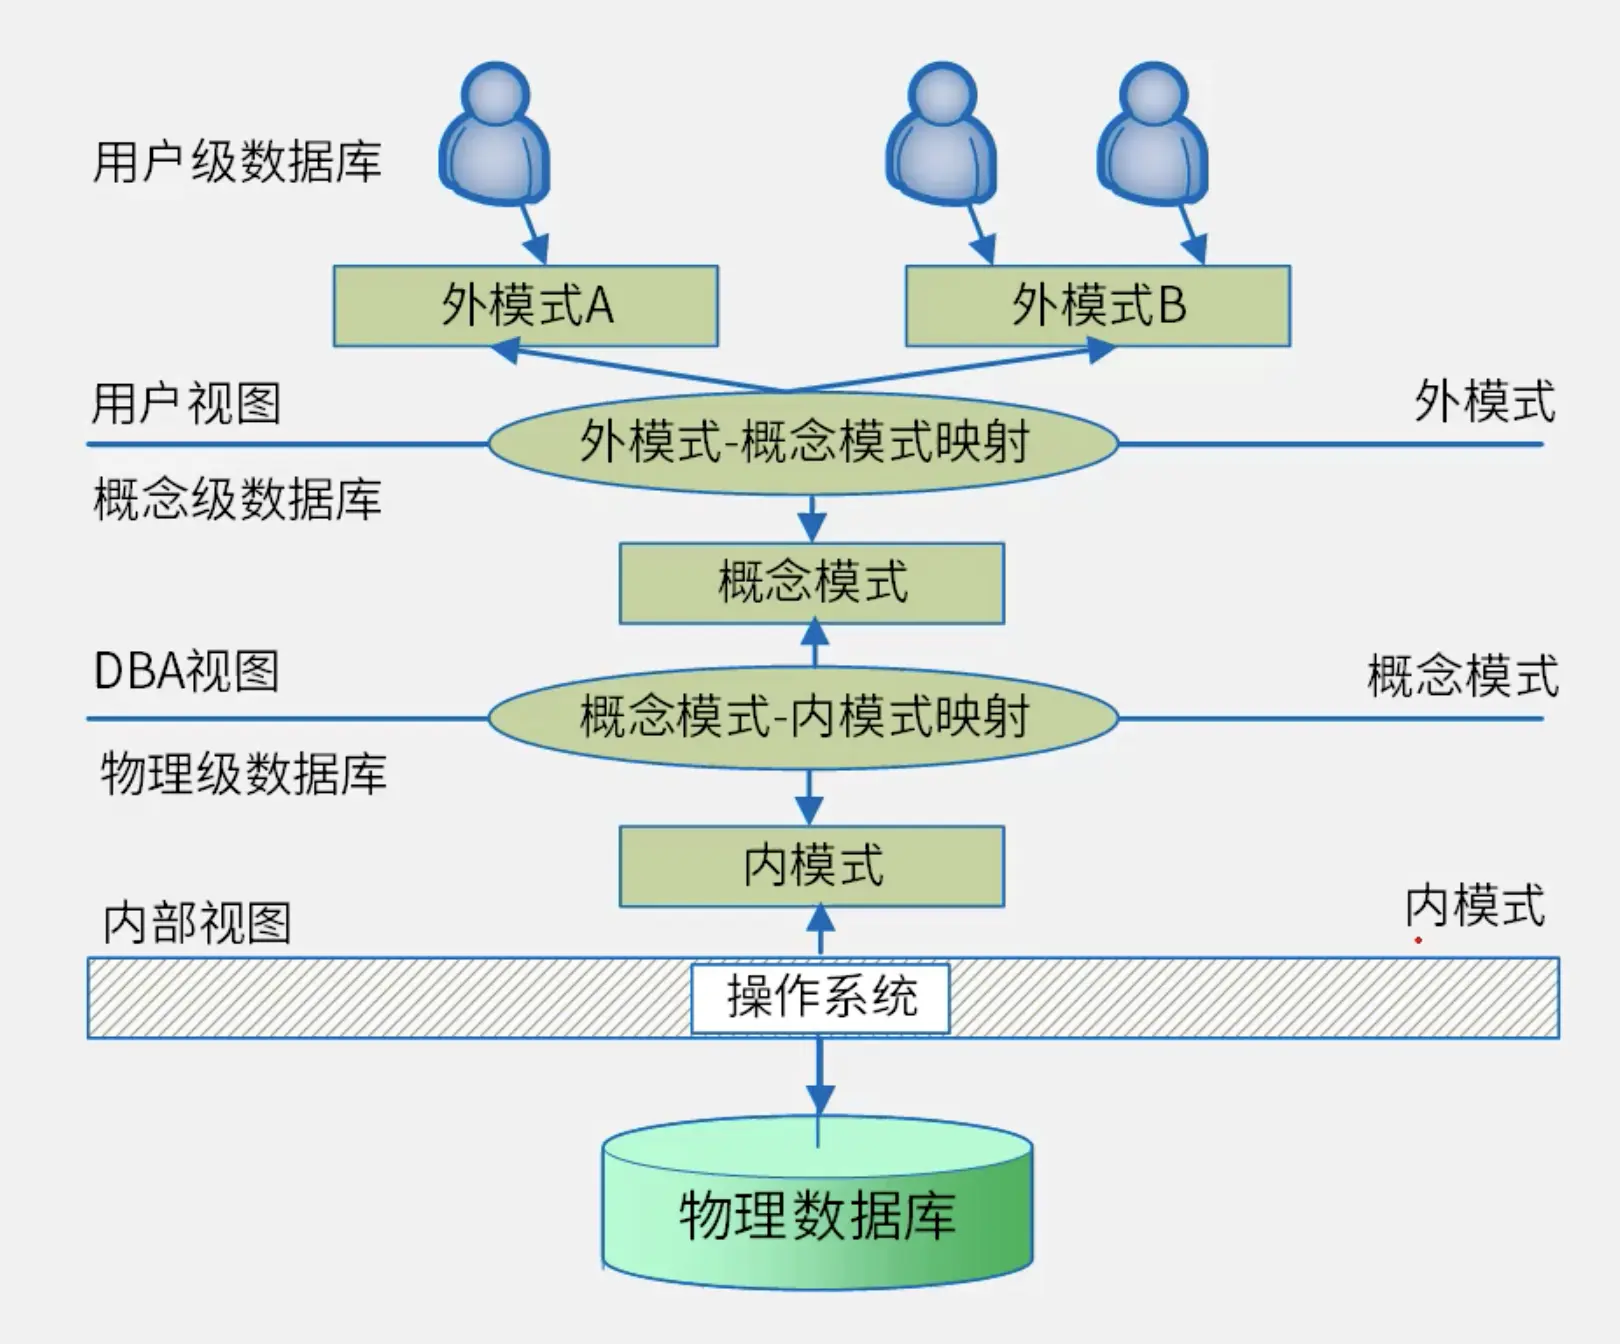 用户级数据库
外模式A
外模式B
用户视图
外模式
外模式-概念模式映射
概念级数据库
概念模式
DBA视图
概念模式
概念模式-内模式映射
物理级数据库
内模式
内部视图
内模式
操作系统
物理数据库